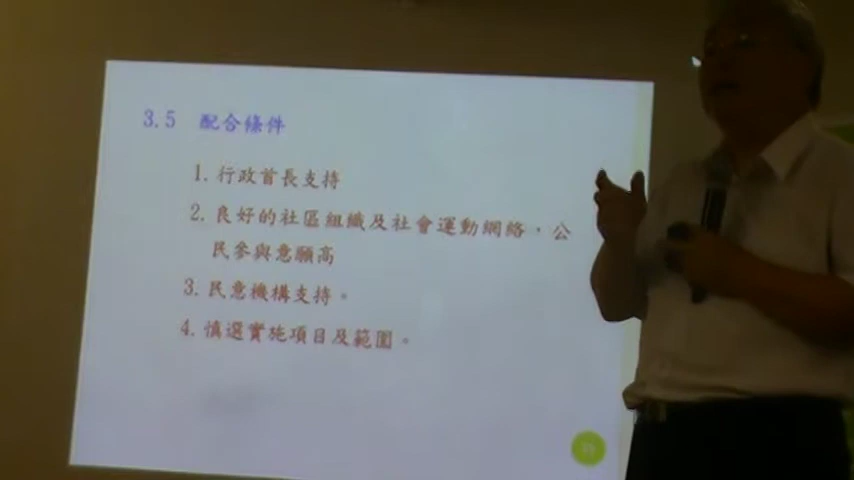 3.5 配合條件
1. 行政首長支持
2. 良好的社區組織及社會運動網絡，公
民參與意願高
3. 民意機構支持。
4. 慎選實施項目及範圍。